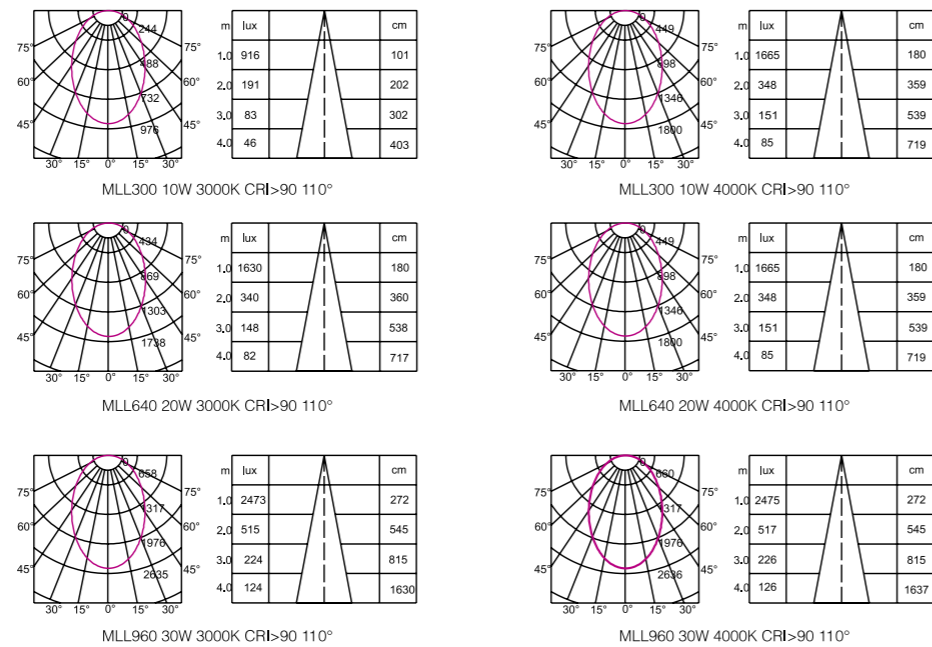 0
244
488
732
976
75°
60°
45°
30° 15° 0° 15° 30°
75°
60°
45°
m lux cm
1.0 916 101
2.0 191 202
3.0 83 302
4.0 46 403
MLL300 10W 3000K CRI>90 110°
0
449
898
1346
1800
75°
60°
45°
30° 15° 0° 15° 30°
75°
60°
45°
m lux cm
1.0 1665 180
2.0 348 359
3.0 151 539
4.0 85 719
MLL300 10W 4000K CRI>90 110°
0
434
869
1303
1738
75°
60°
45°
30° 15° 0° 15° 30°
75°
60°
45°
m lux cm
1.0 1630 180
2.0 340 360
3.0 148 538
4.0 82 717
MLL640 20W 3000K CRI>90 110°
0
449
898
1346
1800
75°
60°
45°
30° 15° 0° 15° 30°
75°
60°
45°
m lux cm
1.0 1665 180
2.0 348 359
3.0 151 539
4.0 85 719
MLL640 20W 4000K CRI>90 110°
0
658
1317
1976
2635
75°
60°
45°
30° 15° 0° 15° 30°
75°
60°
45°
m lux cm
1.0 2473 272
2.0 515 545
3.0 224 815
4.0 124 1630
MLL960 30W 3000K CRI>90 110°
0
660
1317
1976
2636
75°
60°
45°
30° 15° 0° 15° 30°
75°
60°
45°
m lux cm
1.0 2475 272
2.0 517 545
3.0 226 815
4.0 126 1637
MLL960 30W 4000K CRI>90 110°